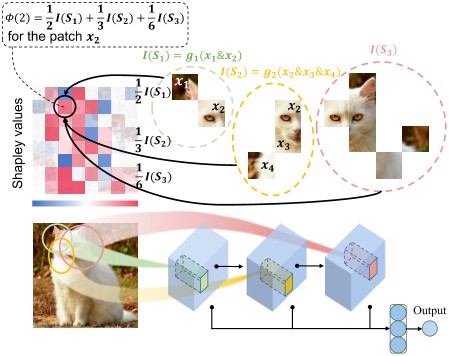 Φ(2) = 1/2 I(S₁) + 1/3 I(S₂) + 1/6 I(S₃)
for the patch x₂
I(S₁) = g₁(x₁&x₂)
I(S₂) = g₂(x₂&x₃&x₄)
I(S₃)
Shapley values
1/2 I(S₁)
1/3 I(S₂)
1/6 I(S₃)
x₁
x₂
x₂
x₃
x₄
Output